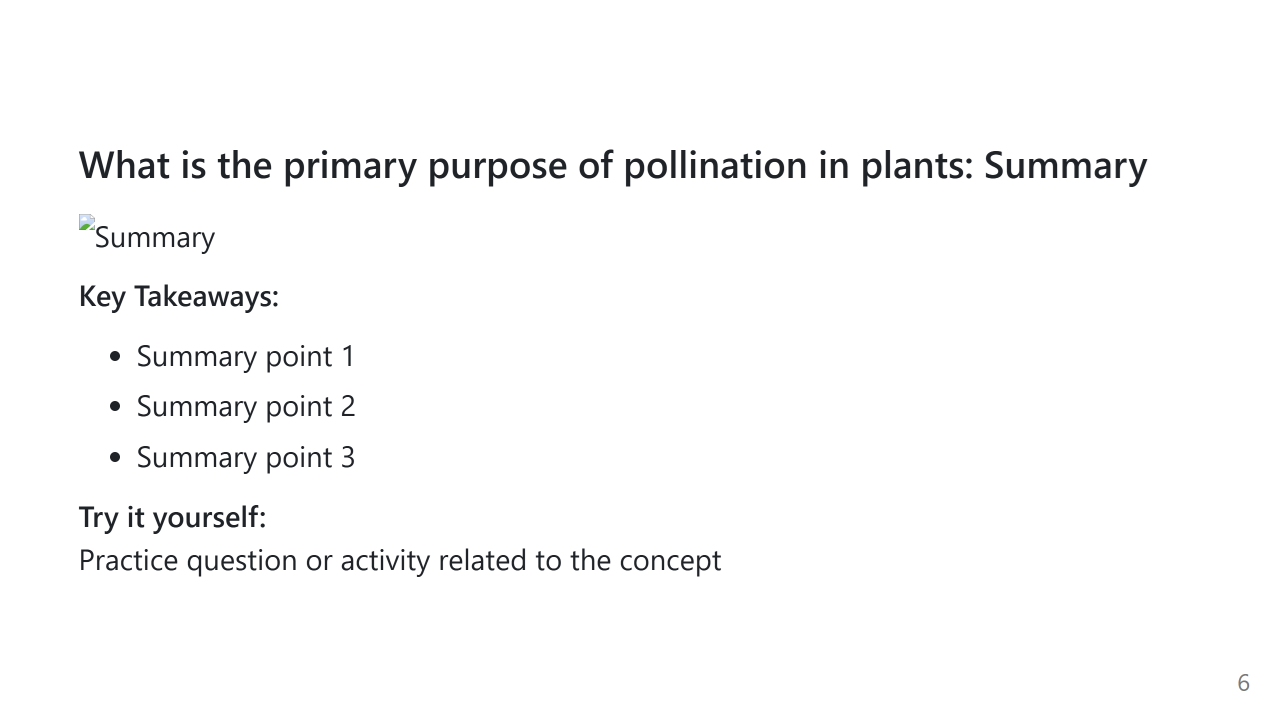 What is the primary purpose of pollination in plants: Summary
Summary
Key Takeaways:
• Summary point 1
• Summary point 2
• Summary point 3
Try it yourself:
Practice question or activity related to the concept
6